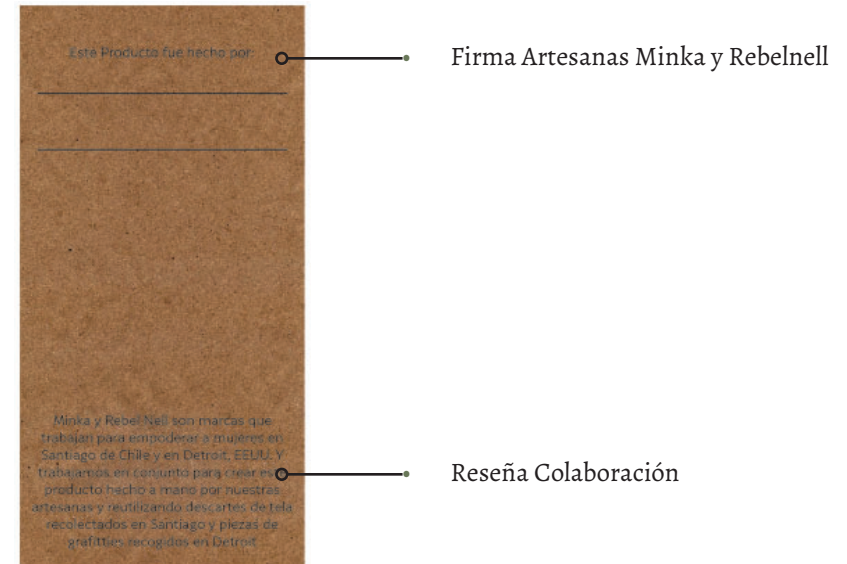 Este Producto fue hecho por:
Firma Artesanas Minka y Rebelnell
Minka y Rebel Nell son marcas que
trabajan para empoderar a mujeres en
Santiago de Chile y en Detroit, EEUU. Y
trabajamos en conjunto para crear este
producto hecho a mano por nuestras
artesanas y reutilizando descartes de tela
recolectados en Santiago y piezas de
grafitties recogidos en Detroit
Reseña Colaboración